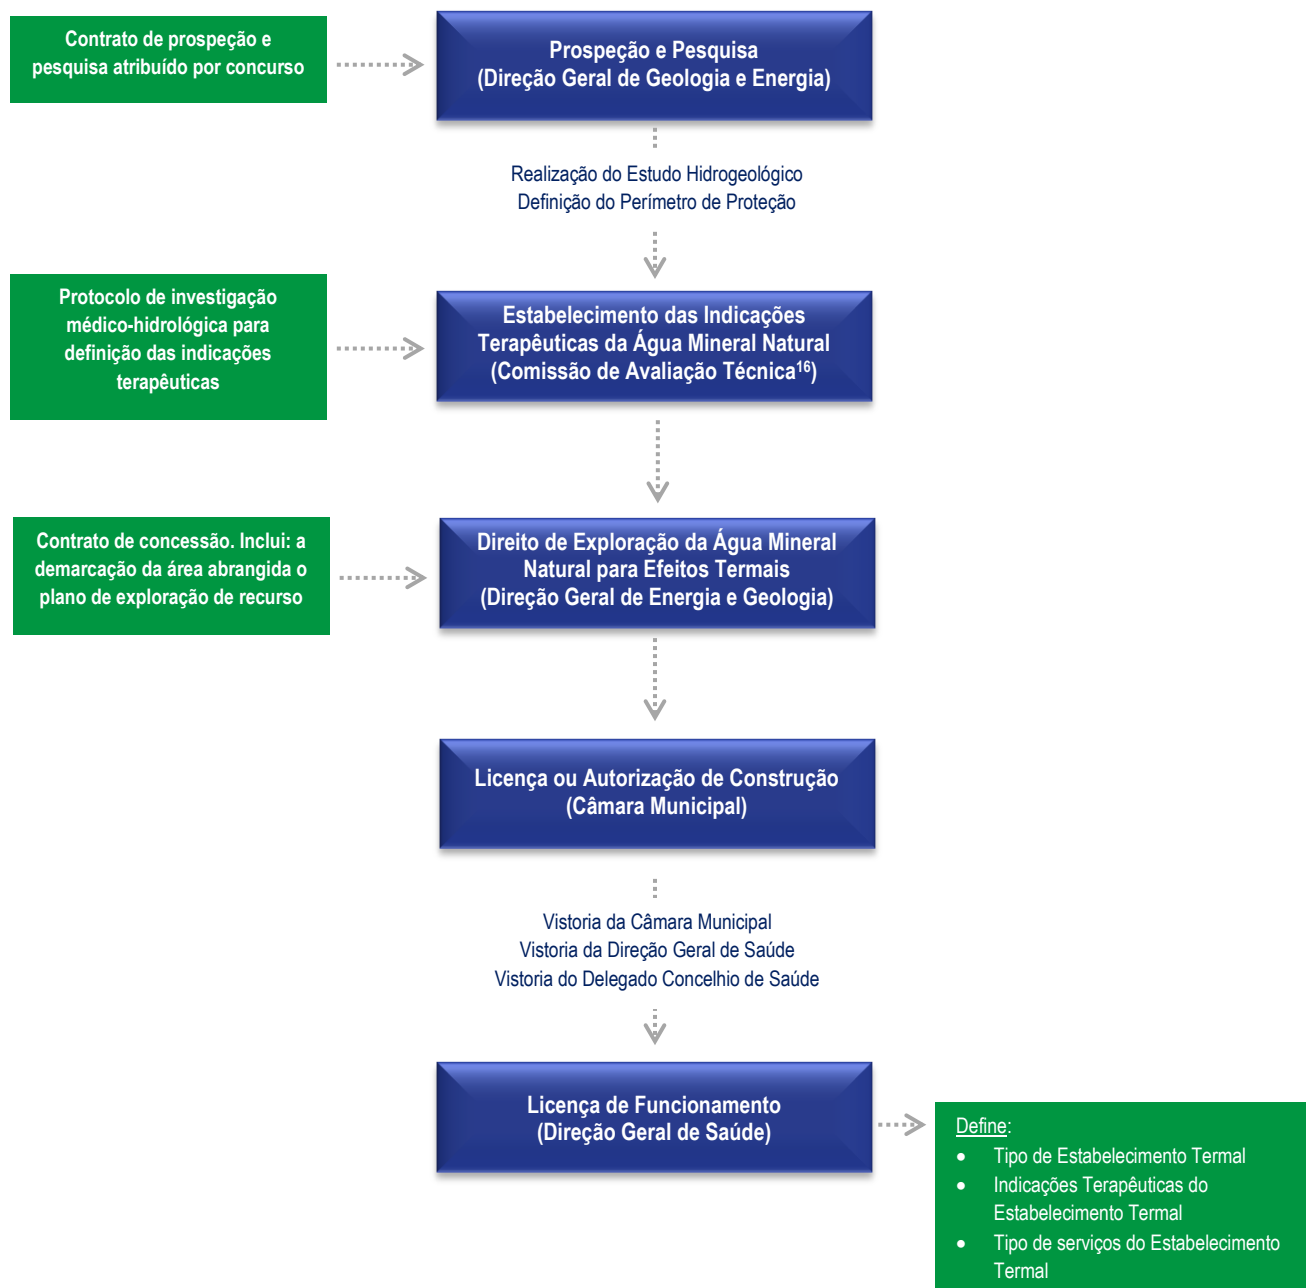 Contrato de prospeção e
pesquisa atribuído por concurso
Prospeção e Pesquisa
(Direção Geral de Geologia e Energia)
Realização do Estudo Hidrogeológico
Definição do Perímetro de Proteção
Protocolo de investigação
médico-hidrológica para
definição das indicações
terapêuticas
Estabelecimento das Indicações
Terapêuticas da Água Mineral Natural
(Comissão de Avaliação Técnica¹⁶)
Contrato de concessão. Inclui: a
demarcação da área abrangida o
plano de exploração de recurso
Direito de Exploração da Água Mineral
Natural para Efeitos Termais
(Direção Geral de Energia e Geologia)
Licença ou Autorização de Construção
(Câmara Municipal)
Vistoria da Câmara Municipal
Vistoria da Direção Geral de Saúde
Vistoria do Delegado Concelhio de Saúde
Licença de Funcionamento
(Direção Geral de Saúde)
Define:
• Tipo de Estabelecimento Termal
• Indicações Terapêuticas do
Estabelecimento Termal
• Tipo de serviços do Estabelecimento
Termal